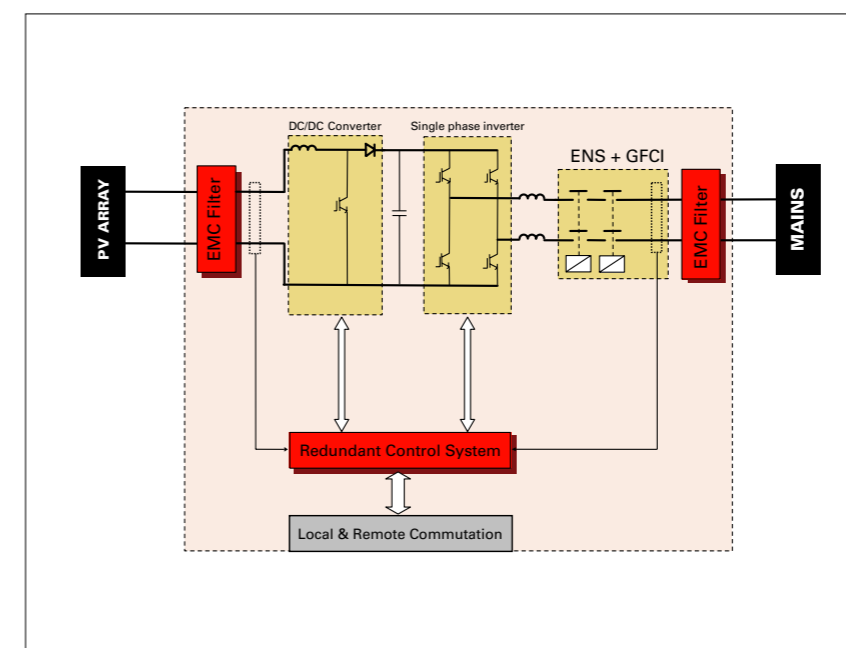 DC/DC Converter
Single phase inverter
ENS + GFCI
PV ARRAY
EMC Filter
EMC Filter
MAINS
Redundant Control System
Local & Remote Commutation